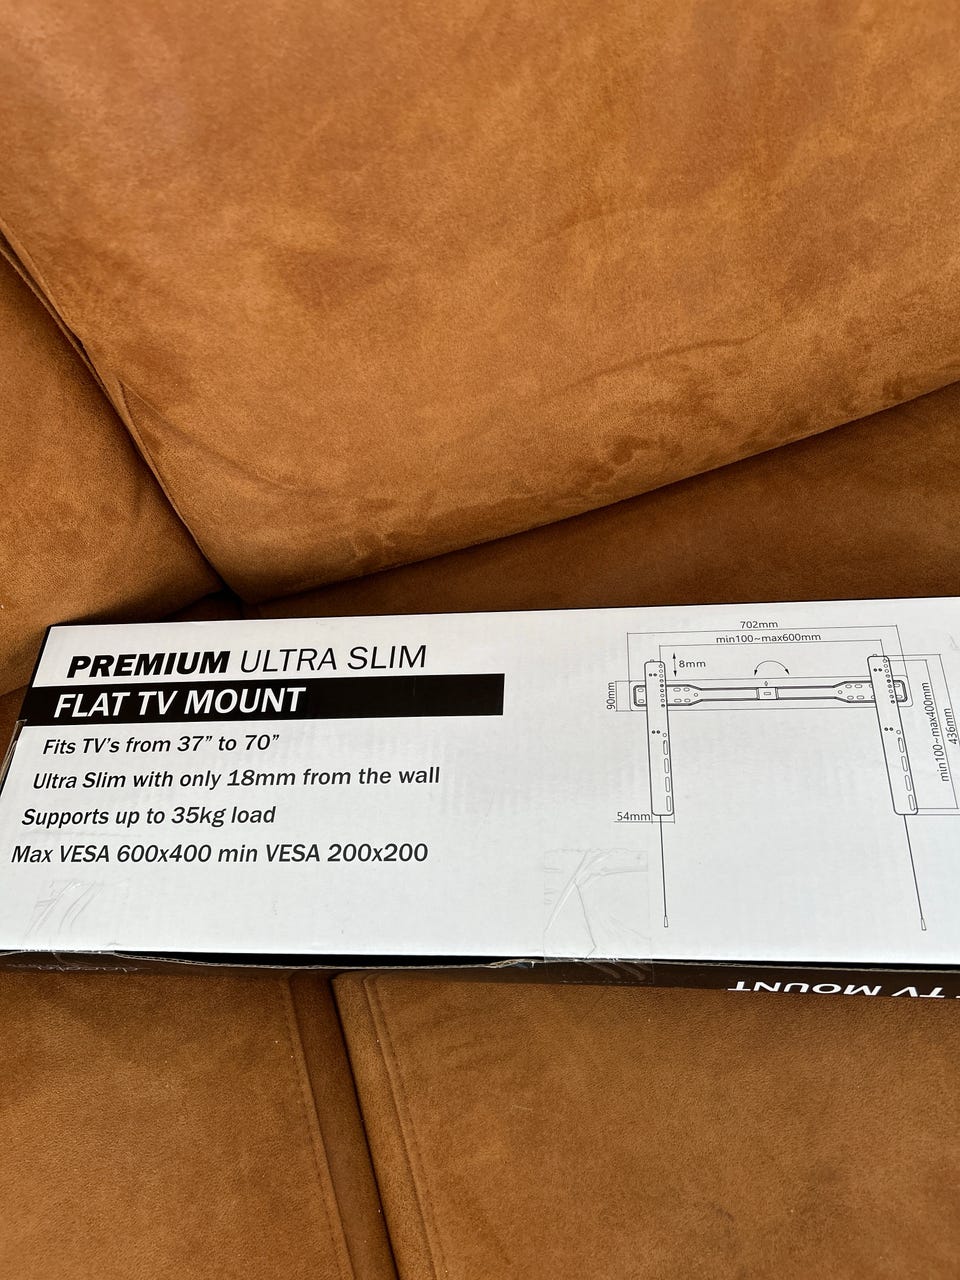 PREMIUM ULTRA SLIM
FLAT TV MOUNT
Fits TV's from 37" to 70"
Ultra Slim with only 18mm from the wall
Supports up to 35kg load
Max VESA 600x400 min VESA 200x200
702mm
min100~max600mm
8mm
90mm
min100~max400mm
436mm
54mm
TV MOUNT